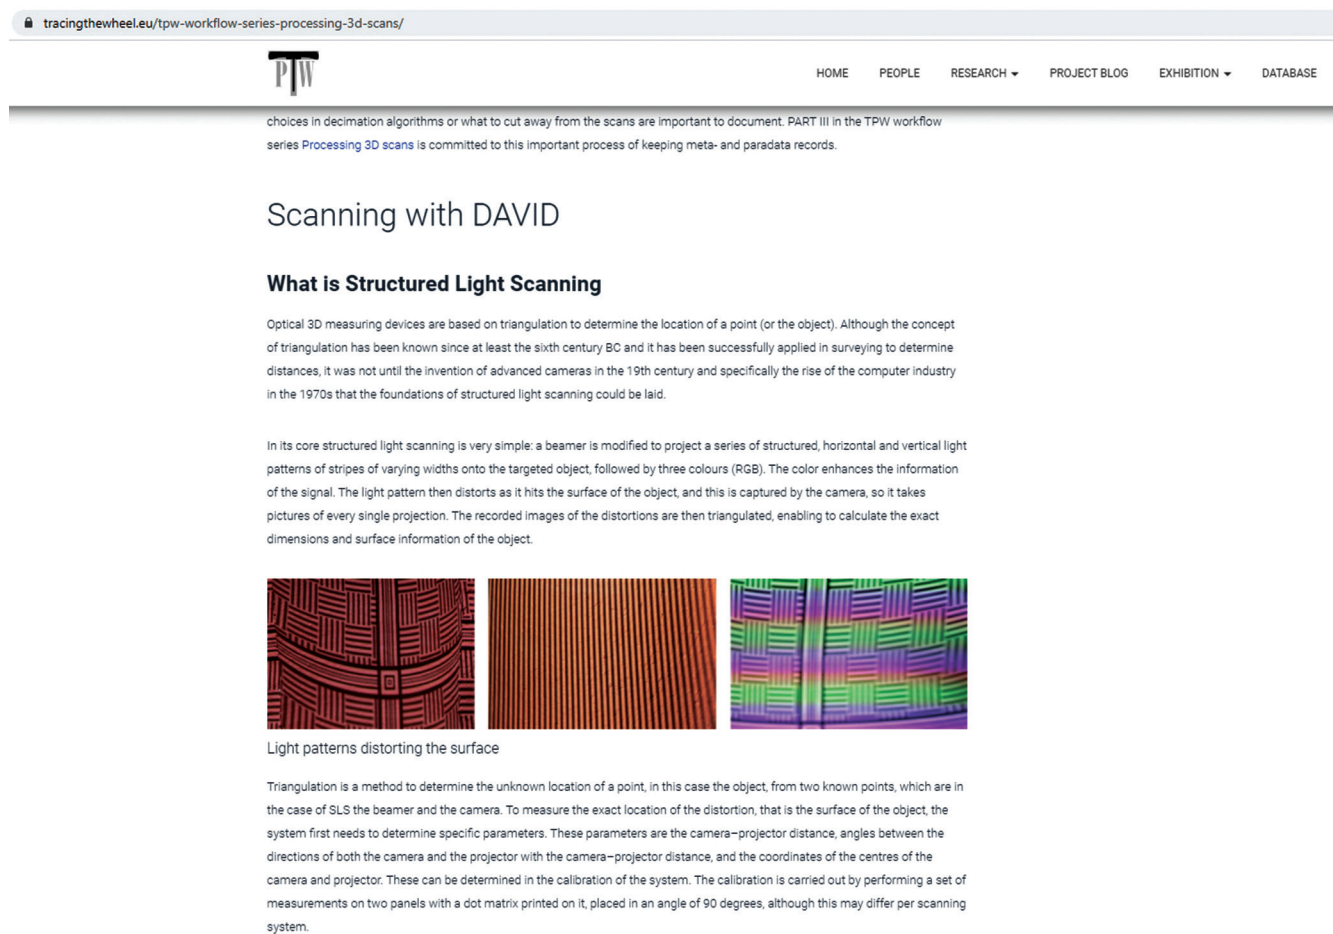 tracingthewheel.eu/tpw-workflow-series-processing-3d-scans/
PTW
HOME PEOPLE RESEARCH PROJECT BLOG EXHIBITION DATABASE
choices in decimation algorithms or what to cut away from the scans are important to document. PART III in the TPW workflow
series Processing 3D scans is committed to this important process of keeping meta- and paradata records.
Scanning with DAVID
What is Structured Light Scanning
Optical 3D measuring devices are based on triangulation to determine the location of a point (or the object). Although the concept
of triangulation has been known since at least the sixth century BC and it has been successfully applied in surveying to determine
distances, it was not until the invention of advanced cameras in the 19th century and specifically the rise of the computer industry
in the 1970s that the foundations of structured light scanning could be laid.
In its core structured light scanning is very simple: a beamer is modified to project a series of structured, horizontal and vertical light
patterns of stripes of varying widths onto the targeted object, followed by three colours (RGB). The color enhances the information
of the signal. The light pattern then distorts as it hits the surface of the object, and this is captured by the camera, so it takes
pictures of every single projection. The recorded images of the distortions are then triangulated, enabling to calculate the exact
dimensions and surface information of the object.
Light patterns distorting the surface
Triangulation is a method to determine the unknown location of a point, in this case the object, from two known points, which are in
the case of SLS the beamer and the camera. To measure the exact location of the distortion, that is the surface of the object, the
system first needs to determine specific parameters. These parameters are the camera–projector distance, angles between the
directions of both the camera and the projector with the camera–projector distance, and the coordinates of the centres of the
camera and projector. These can be determined in the calibration of the system. The calibration is carried out by performing a set of
measurements on two panels with a dot matrix printed on it, placed in an angle of 90 degrees, although this may differ per scanning
system.